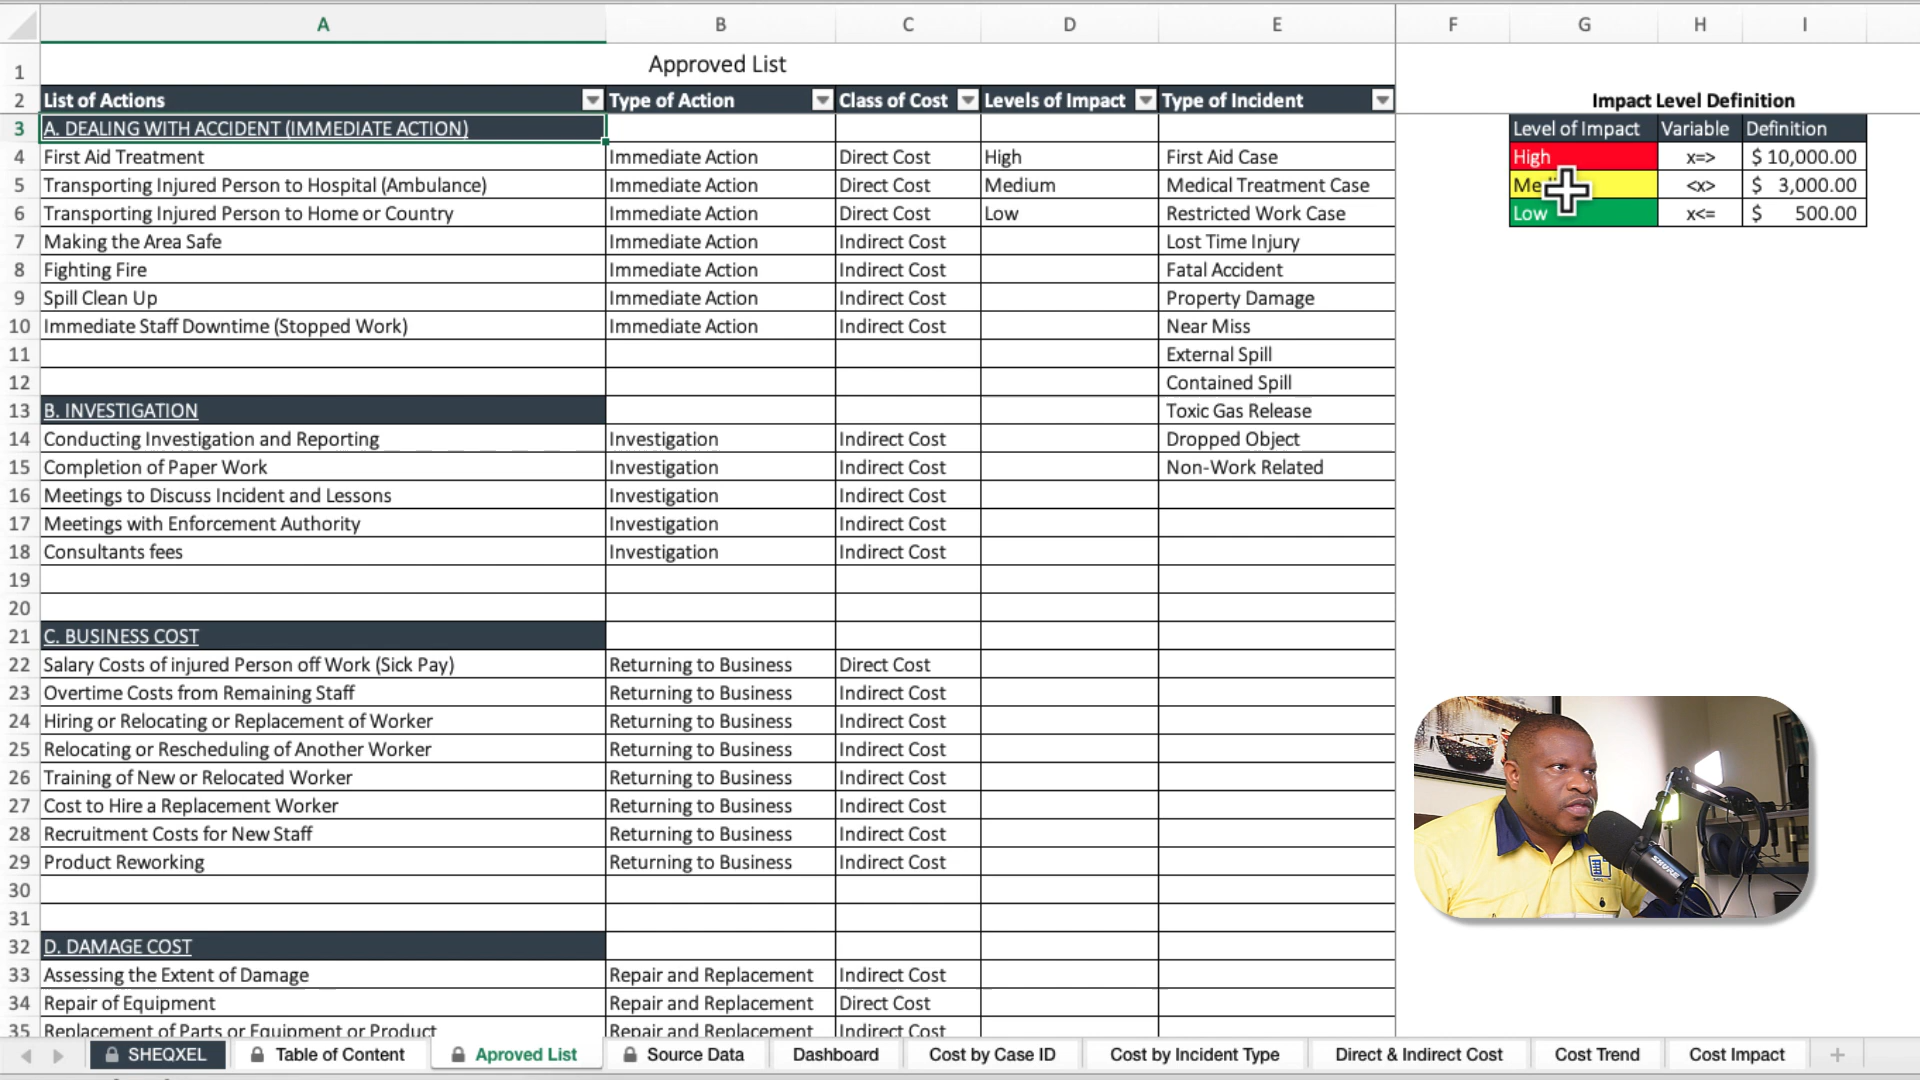 A B C D E F G H I
1 Approved List
2 List of Actions Type of Action Class of Cost Levels of Impact Type of Incident Impact Level Definition
3 A. DEALING WITH ACCIDENT (IMMEDIATE ACTION) Level of Impact Variable Definition
4 First Aid Treatment Immediate Action Direct Cost High First Aid Case High x=> $ 10,000.00
5 Transporting Injured Person to Hospital (Ambulance) Immediate Action Direct Cost Medium Medical Treatment Case <x> $ 3,000.00
6 Transporting Injured Person to Home or Country Immediate Action Direct Cost Low Restricted Work Case Low x<= $ 500.00
7 Making the Area Safe Immediate Action Indirect Cost Lost Time Injury
8 Fighting Fire Immediate Action Indirect Cost Fatal Accident
9 Spill Clean Up Immediate Action Indirect Cost Property Damage
10 Immediate Staff Downtime (Stopped Work) Immediate Action Indirect Cost Near Miss
11 External Spill
12 Contained Spill
13 B. INVESTIGATION Toxic Gas Release
14 Conducting Investigation and Reporting Investigation Indirect Cost Dropped Object
15 Completion of Paper Work Investigation Indirect Cost Non-Work Related
16 Meetings to Discuss Incident and Lessons Investigation Indirect Cost
17 Meetings with Enforcement Authority Investigation Indirect Cost
18 Consultants fees Investigation Indirect Cost
19
20
21 C. BUSINESS COST
22 Salary Costs of injured Person off Work (Sick Pay) Returning to Business Direct Cost
23 Overtime Costs from Remaining Staff Returning to Business Indirect Cost
24 Hiring or Relocating or Replacement of Worker Returning to Business Indirect Cost
25 Relocating or Rescheduling of Another Worker Returning to Business Indirect Cost
26 Training of New or Relocated Worker Returning to Business Indirect Cost
27 Cost to Hire a Replacement Worker Returning to Business Indirect Cost
28 Recruitment Costs for New Staff Returning to Business Indirect Cost
29 Product Reworking Returning to Business Indirect Cost
30
31
32 D. DAMAGE COST
33 Assessing the Extent of Damage Repair and Replacement Indirect Cost
34 Repair of Equipment Repair and Replacement Direct Cost
35 Replacement of Parts or Equipment or Product Repair and Replacement Indirect Cost
SHURE
SHEQXEL Table of Content Aproved List Source Data Dashboard Cost by Case ID Cost by Incident Type Direct & Indirect Cost Cost Trend Cost Impact